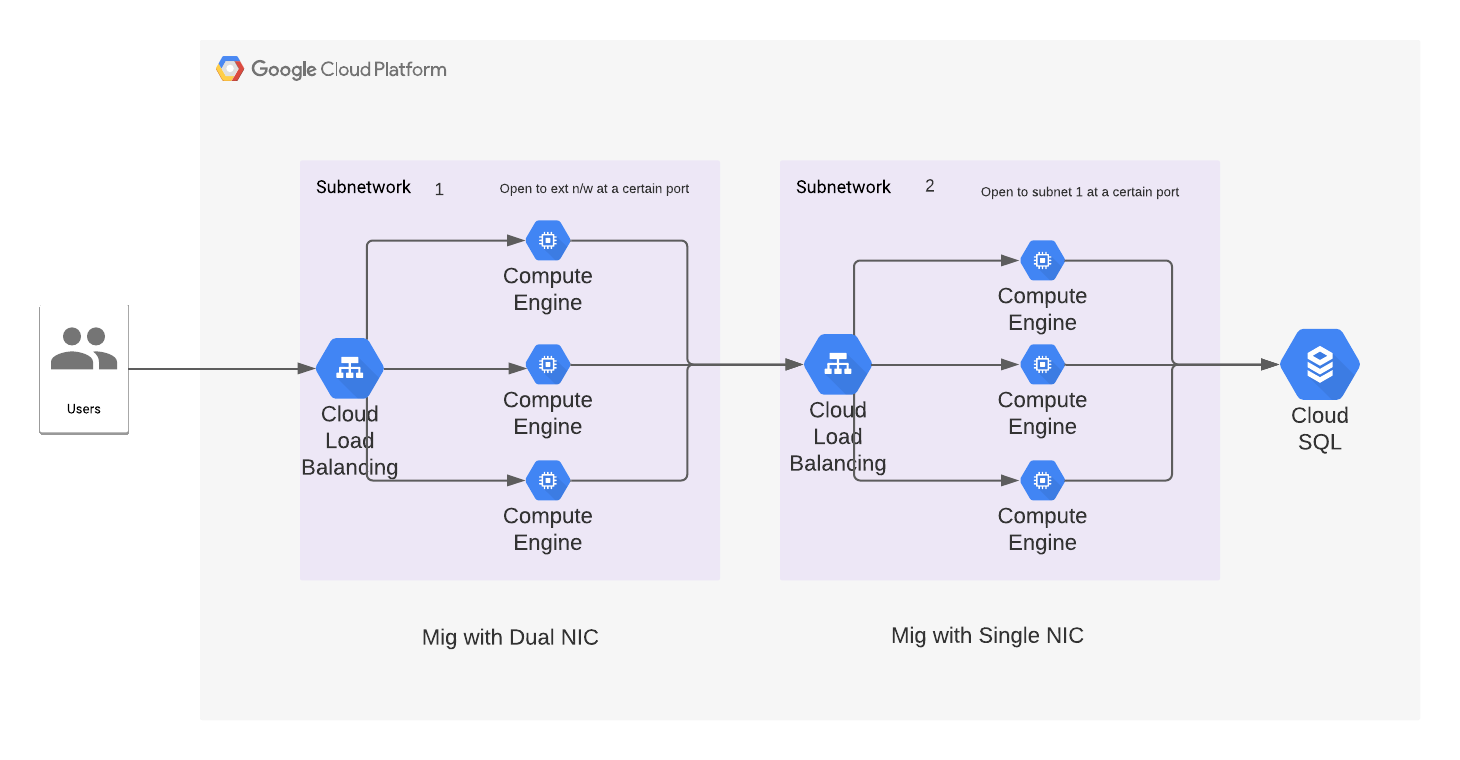 Google Cloud Platform
Subnetwork 1 Open to ext n/w at a certain port
Compute
Engine
Cloud
Load
Balancing
Compute
Engine
Compute
Engine
Mig with Dual NIC
Subnetwork 2 Open to subnet 1 at a certain port
Compute
Engine
Cloud
Load
Balancing
Compute
Engine
Compute
Engine
Mig with Single NIC
Users
Cloud
SQL